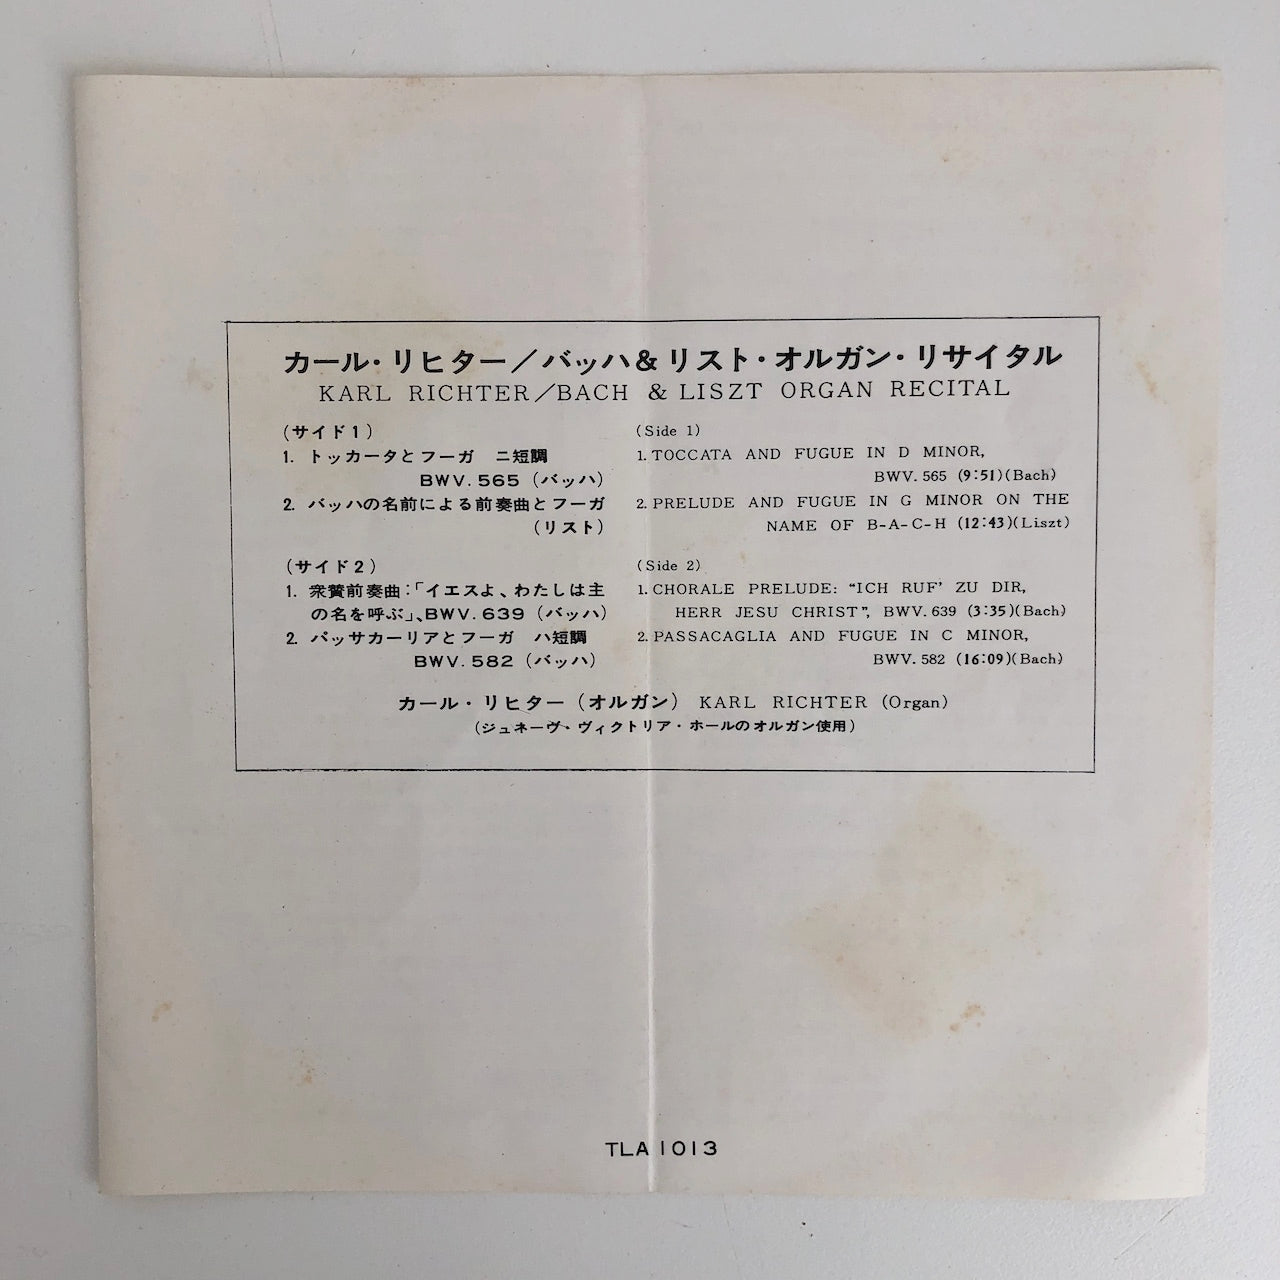 カール・リヒター／バッハ&リスト・オルガン・リサイタル
KARL RICHTER/BACH & LISZT ORGAN RECITAL
(サイド1)
1. トッカータとフーガ ニ短調
BWV. 565 (バッハ)
2. バッハの名前による前奏曲とフーガ
(リスト)
(サイド2)
1. 衆賛前奏曲:「イエスよ、わたしは主
の名を呼ぶ」、BWV. 639 (バッハ)
2. パッサカーリアとフーガ ハ短調
BWV. 582 (バッハ)
(Side 1)
1. TOCCATA AND FUGUE IN D MINOR,
BWV. 565 (9:51)(Bach)
2. PRELUDE AND FUGUE IN G MINOR ON THE
NAME OF B-A-C-H (12:43)(Liszt)
(Side 2)
1. CHORALE PRELUDE: “ICH RUF’ ZU DIR,
HERR JESU CHRIST”, BWV. 639 (3:35)(Bach)
2. PASSACAGLIA AND FUGUE IN C MINOR,
BWV. 582 (16:09)(Bach)
カール・リヒター (オルガン) KARL RICHTER (Organ)
(ジュネーヴ・ヴィクトリア・ホールのオルガン使用)
TLA 1013